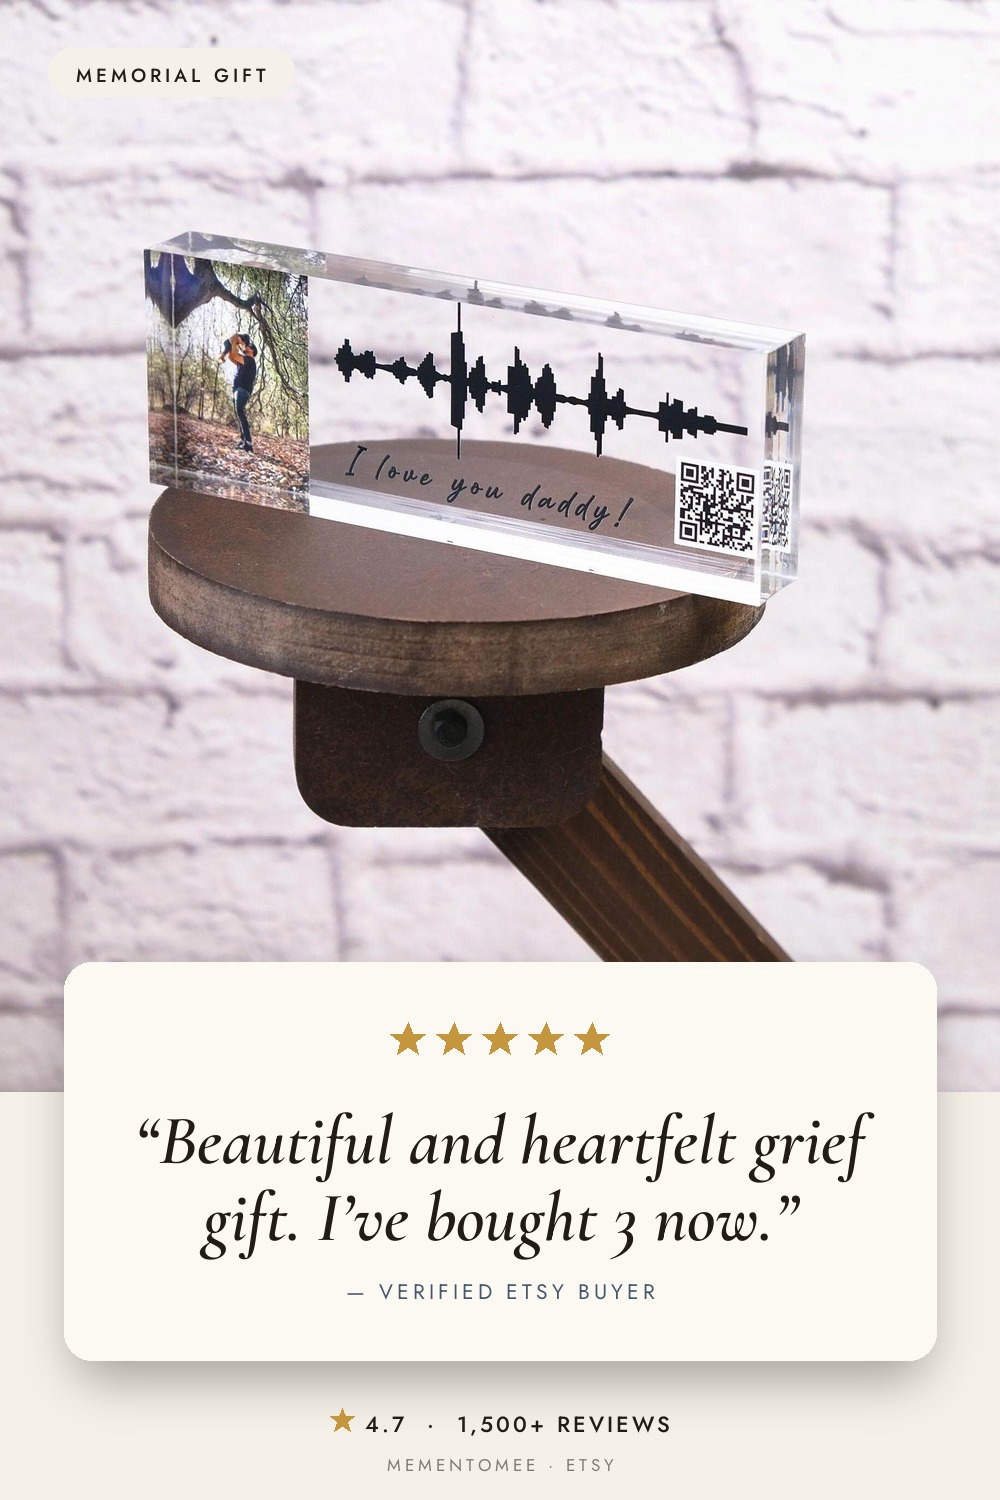 MEMORIAL GIFT
I love you daddy!
“Beautiful and heartfelt grief
gift. I’ve bought 3 now.”
— VERIFIED ETSY BUYER
4.7 · 1,500+ REVIEWS
MEMENTOMEE · ETSY